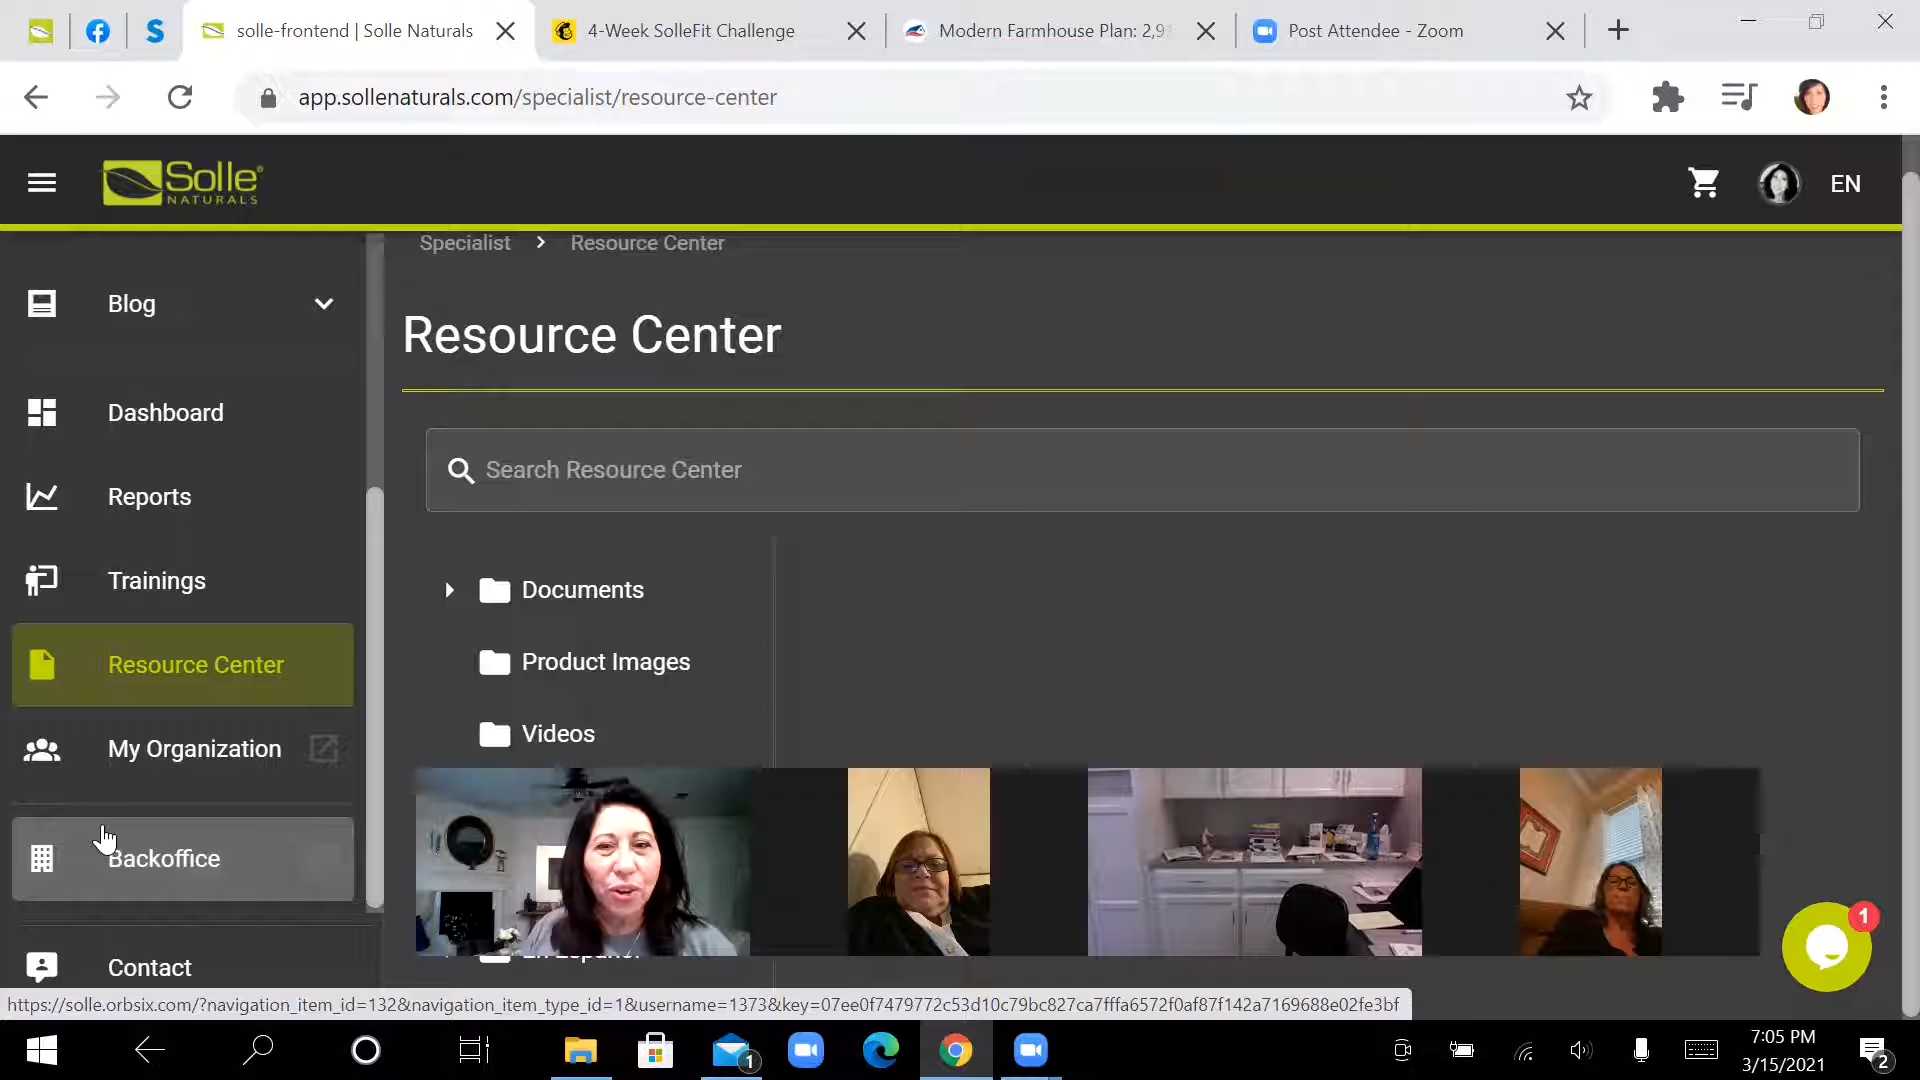 solle-frontend | Solle Naturals
4-Week SolleFit Challenge
Modern Farmhouse Plan: 2,9
Post Attendee - Zoom
app.sollenaturals.com/specialist/resource-center
Solle
NATURALS
EN
Specialist
Resource Center
Blog
Resource Center
Dashboard
Search Resource Center
Reports
Trainings
Documents
Resource Center
Product Images
My Organization
Videos
Backoffice
1
En Español
Contact
https://solle.orbsix.com/?navigation_item_id=132&navigation_item_type_id=1&username=1373&key=07ee0f7479772c53d10c79bc827ca7fffa6572f0af87f142a7169688e02fe3bf
1
7:05 PM
3/15/2021
2